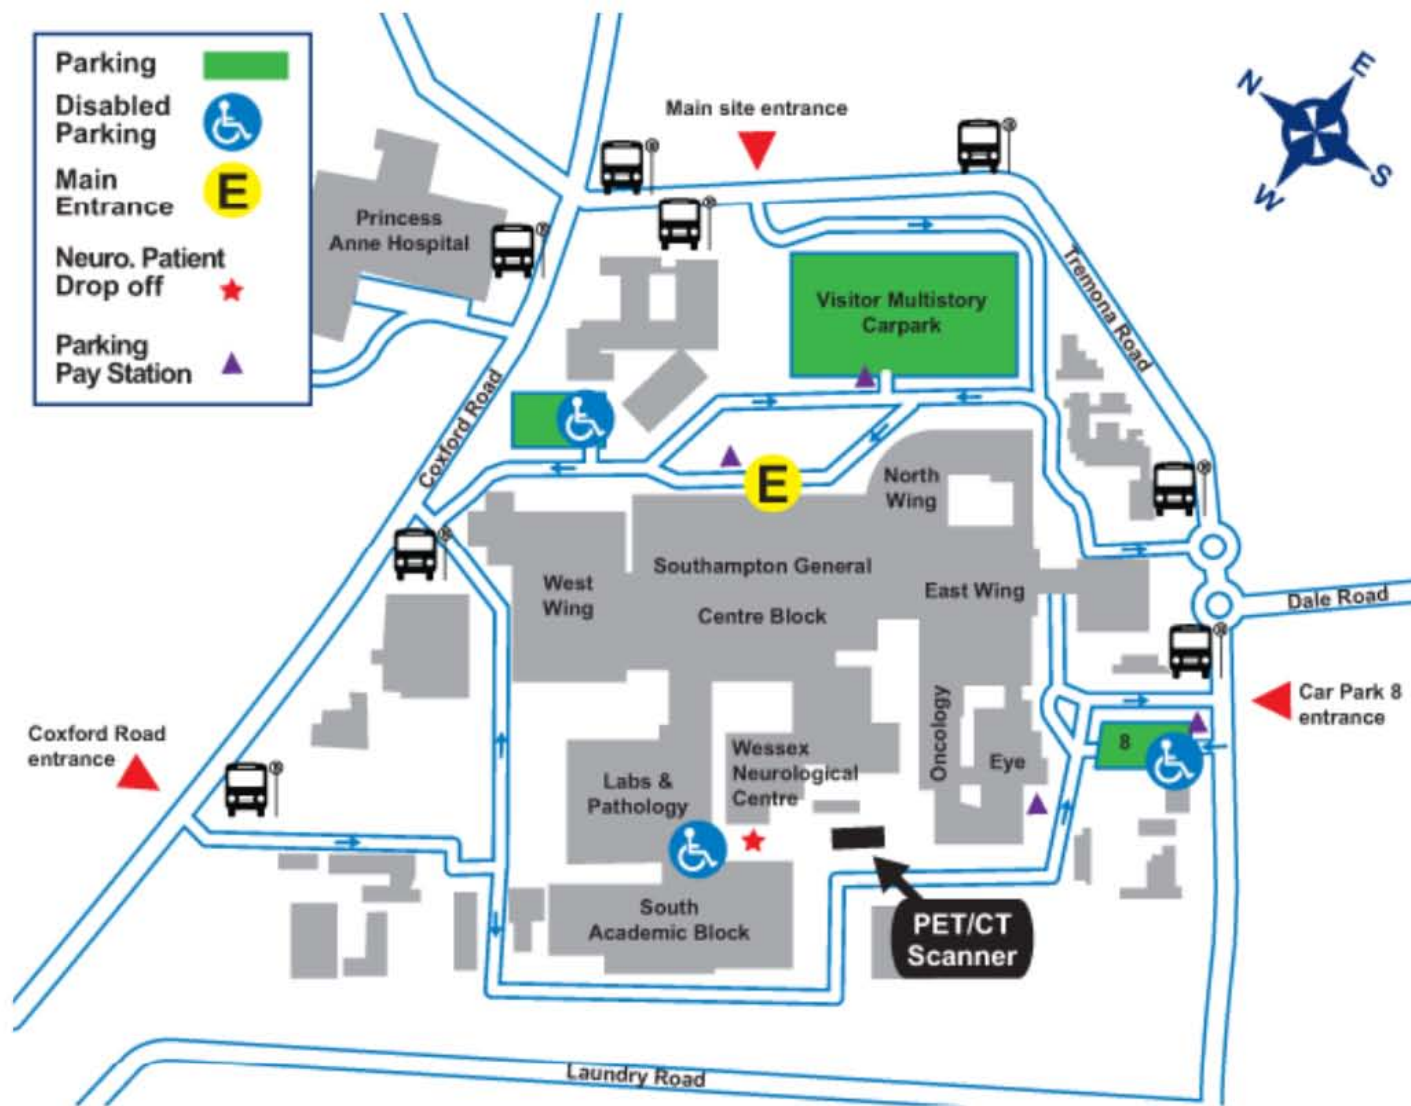 Parking
Disabled
Parking
Main
Entrance
E
Neuro. Patient
Drop off
Parking
Pay Station
Main site entrance
N
E
S
W
Princess
Anne Hospital
Visitor Multistory
Carpark
Tremona Road
Coxford Road
E
North
Wing
West
Wing
Southampton General
Centre Block
East Wing
Dale Road
Car Park 8
entrance
8
Coxford Road
entrance
Labs &
Pathology
Wessex
Neurological
Centre
Oncology
Eye
South
Academic Block
PET/CT
Scanner
Laundry Road